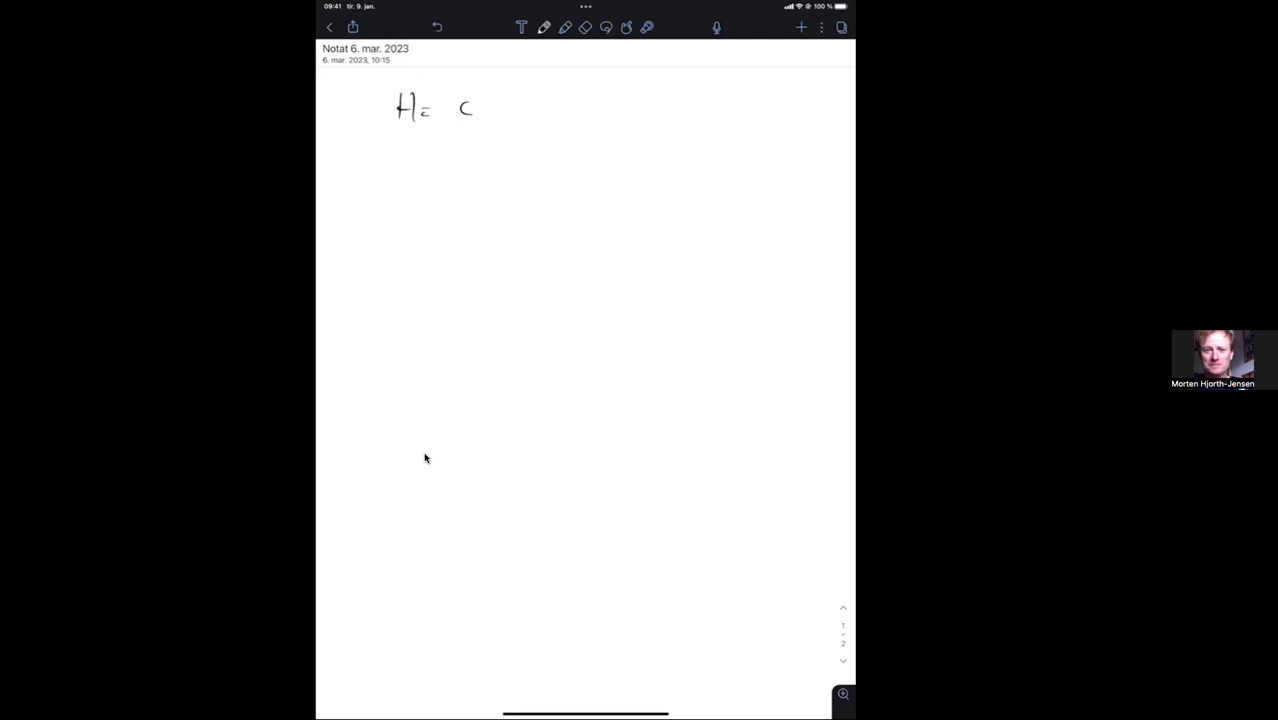 09:41 tir. 9. jan.
100 %
T
Notat 6. mar. 2023
6. mar. 2023, 10:15
H= c
Morten Hjorth-Jensen
1
/
2